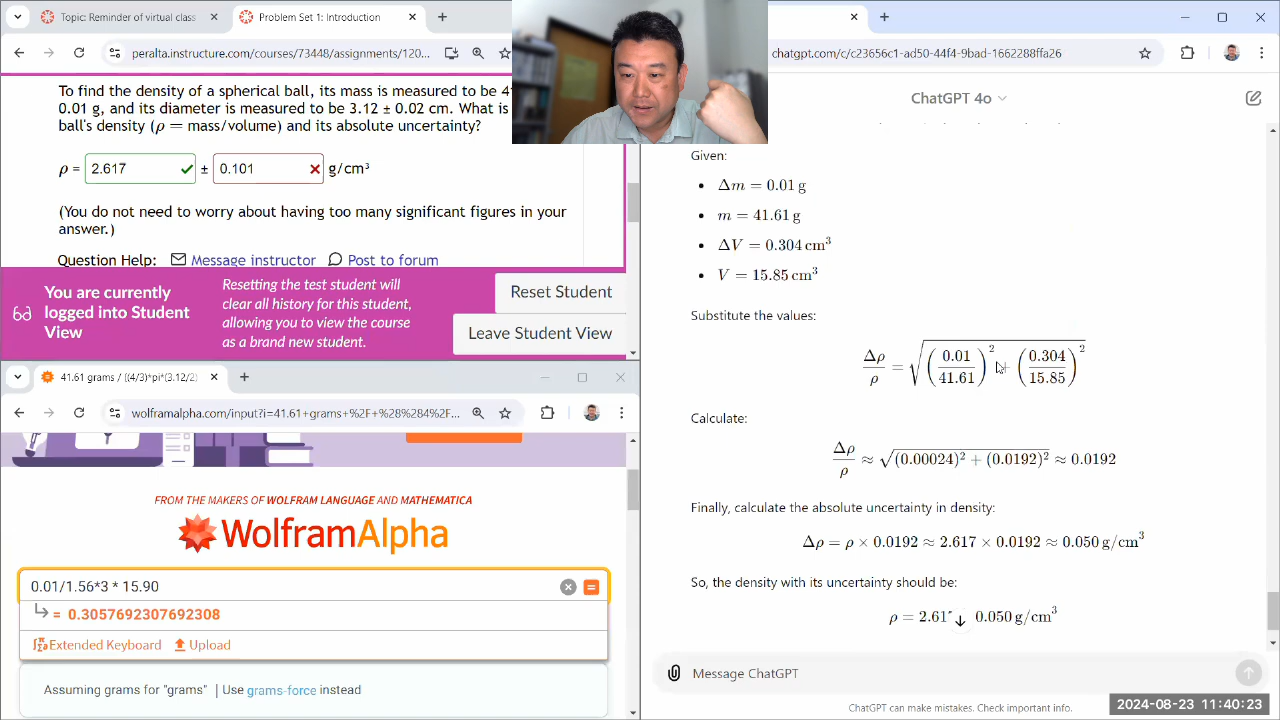 Topic: Reminder of virtual class
Problem Set 1: Introduction
peralta.instructure.com/courses/73448/assignments/120...
To find the density of a spherical ball, its mass is measured to be 4
0.01 g, and its diameter is measured to be 3.12 ± 0.02 cm. What is
ball's density (ρ = mass/volume) and its absolute uncertainty?
ρ = 2.617 ± 0.101 g/cm³
(You do not need to worry about having too many significant figures in your
answer.)
Question Help: Message instructor Post to forum
You are currently
logged into Student
View
Resetting the test student will
clear all history for this student,
allowing you to view the course
as a brand new student.
Reset Student
Leave Student View
41.61 grams / ((4/3)*pi*(3.12/2)
wolframalpha.com/input?i=41.61+grams+%2F+%28%284%2F...
FROM THE MAKERS OF WOLFRAM LANGUAGE AND MATHEMATICA
WolframAlpha
0.01/1.56*3 * 15.90
= 0.3057692307692308
Extended Keyboard Upload
Assuming grams for "grams" | Use grams-force instead
chatgpt.com/c/c23656c1-ad50-44f4-9bad-1662288ffa26
ChatGPT 4o
Given:
• Δm = 0.01 g
• m = 41.61 g
• ΔV = 0.304 cm³
• V = 15.85 cm³
Substitute the values:
Δρ/ρ = √((0.01/41.61)² + (0.304/15.85)²)
Calculate:
Δρ/ρ ≈ √((0.00024)² + (0.0192)²) ≈ 0.0192
Finally, calculate the absolute uncertainty in density:
Δρ = ρ × 0.0192 ≈ 2.617 × 0.0192 ≈ 0.050 g/cm³
So, the density with its uncertainty should be:
ρ = 2.61 0.050 g/cm³
Message ChatGPT
ChatGPT can make mistakes. Check important info.
2024-08-23 11:40:23